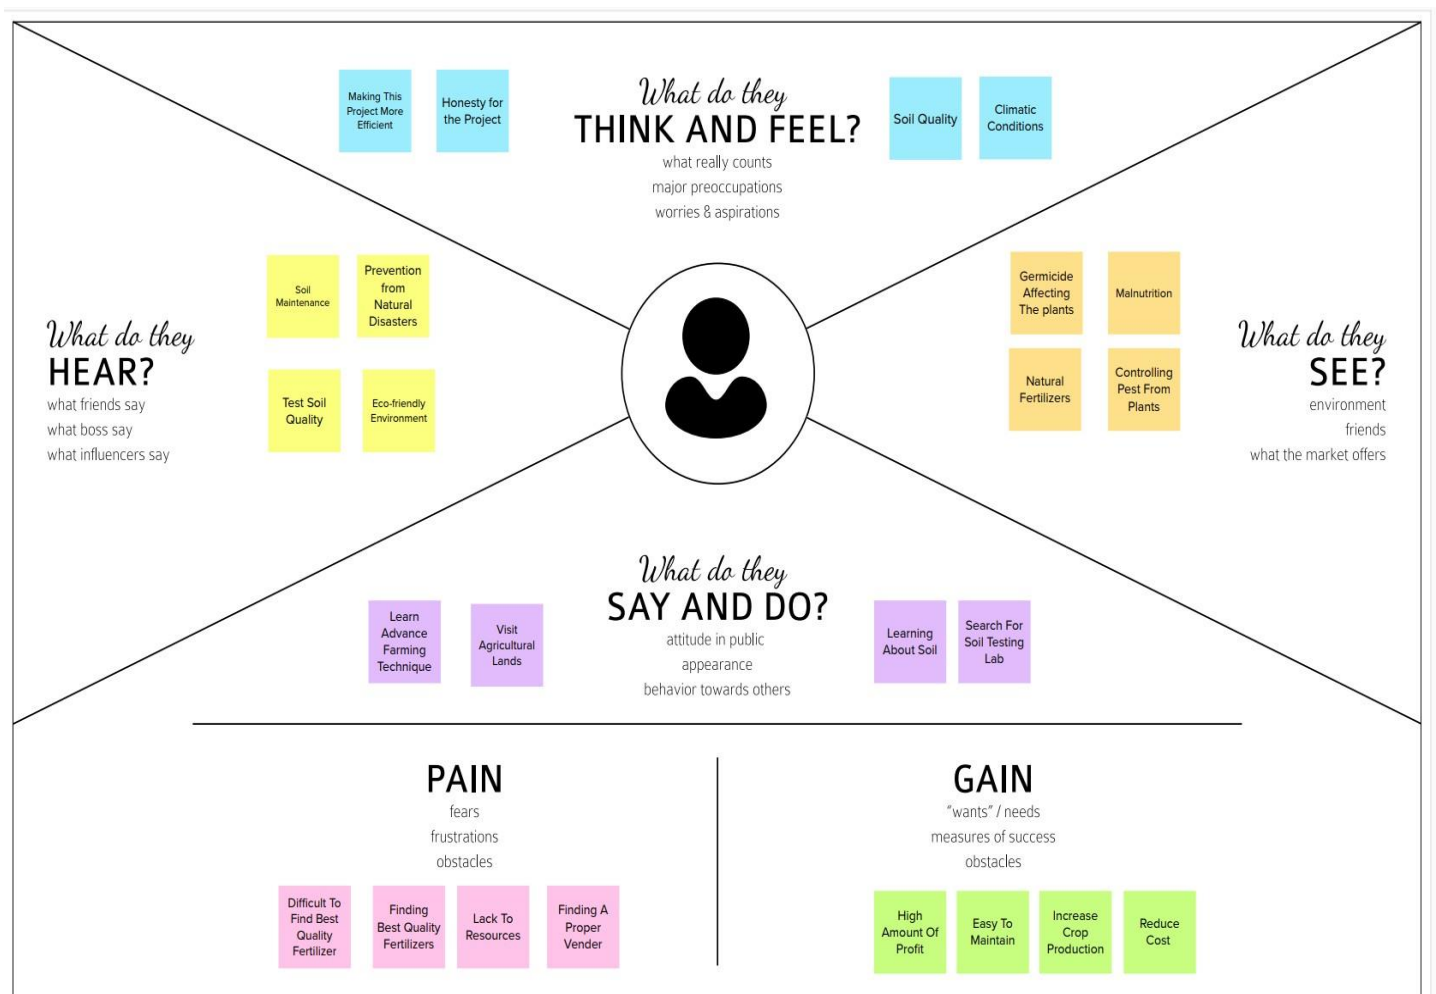 What do they
THINK AND FEEL?
what really counts
major preoccupations
worries & aspirations
Making This
Project More
Efficient
Honesty for
the Project
Soil Quality
Climatic
Conditions
What do they
HEAR?
what friends say
what boss say
what influencers say
Soil
Maintenance
Prevention
from
Natural
Disasters
Test Soil
Quality
Eco-friendly
Environment
What do they
SEE?
environment
friends
what the market offers
Germicide
Affecting
The plants
Malnutrition
Natural
Fertilizers
Controlling
Pest From
Plants
What do they
SAY AND DO?
attitude in public
appearance
behavior towards others
Learn
Advance
Farming
Technique
Visit
Agricultural
Lands
Learning
About Soil
Search For
Soil Testing
Lab
PAIN
fears
frustrations
obstacles
Difficult To
Find Best
Quality
Fertilizer
Finding
Best Quality
Fertilizers
Lack To
Resources
Finding A
Proper
Vender
GAIN
“wants” / needs
measures of success
obstacles
High
Amount Of
Profit
Easy To
Maintain
Increase
Crop
Production
Reduce
Cost